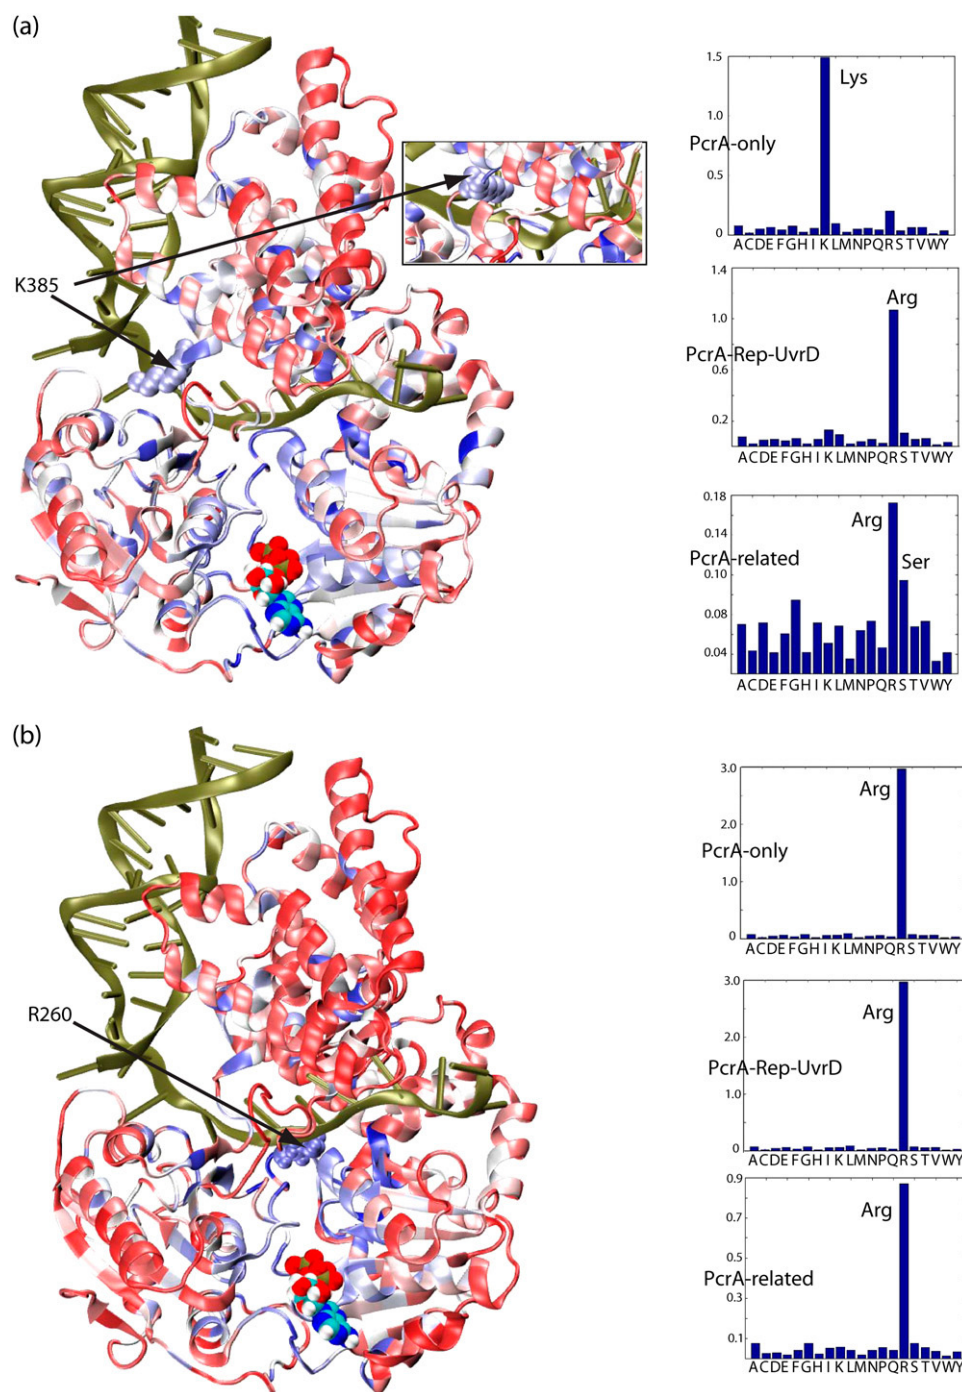 (a)
K385
1.5
1.0
0.5
0
Lys
PcrA-only
ACDEFGHIKLMNPQRSTVWY
1.4
1.0
0.6
0.2
Arg
PcrA-Rep-UvrD
ACDEFGHIKLMNPQRSTVWY
0.18
0.16
0.10
0.08
0.04
Arg
Ser
PcrA-related
ACDEFGHIKLMNPQRSTVWY
(b)
R260
3.0
2.0
1.0
0
Arg
PcrA-only
ACDEFGHIKLMNPQRSTVWY
3.0
2.0
1.0
0
Arg
PcrA-Rep-UvrD
ACDEFGHIKLMNPQRSTVWY
0.9
0.7
0.5
0.3
0.1
Arg
PcrA-related
ACDEFGHIKLMNPQRSTVWY